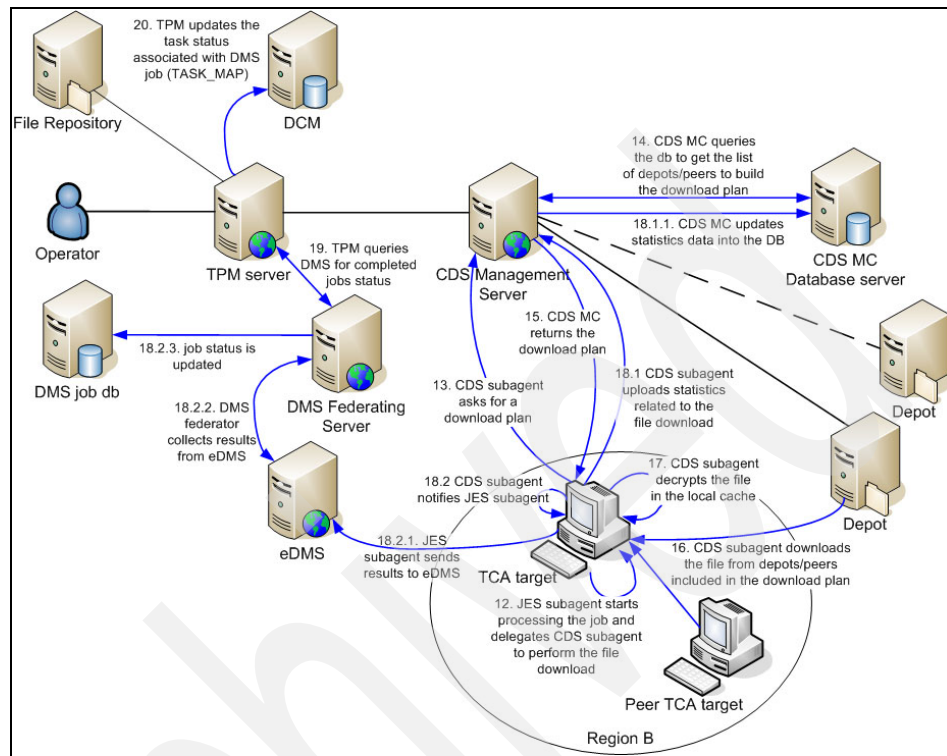 20. TPM updates the
task status
associated with DMS
job (TASK_MAP)
File Repository
DCM
14. CDS MC queries
the db to get the list
of depots/peers to build
the download plan
Operator
TPM server
19. TPM queries
DMS for completed
jobs status
CDS Management
Server
18.1.1. CDS MC updates
statistics data into the DB
CDS MC
Database server
15. CDS MC
returns the
download plan
DMS job db
18.2.3. job status is
updated
DMS Federating
Server
13. CDS subagent
asks for a
download plan
18.1 CDS subagent
uploads statistics
related to the
file download
Depot
18.2.2. DMS
federator
collects results
from eDMS
18.2 CDS subagent
notifies JES subagent
17. CDS subagent
decrypts the file
in the local cache
Depot
eDMS
18.2.1. JES
subagent sends
results to eDMS
TCA target
16. CDS subagent downloads
the file from depots/peers
included in the download plan
12. JES subagent starts
processing the job and
delegates CDS subagent
to perform the file
download
Peer TCA target
Region B